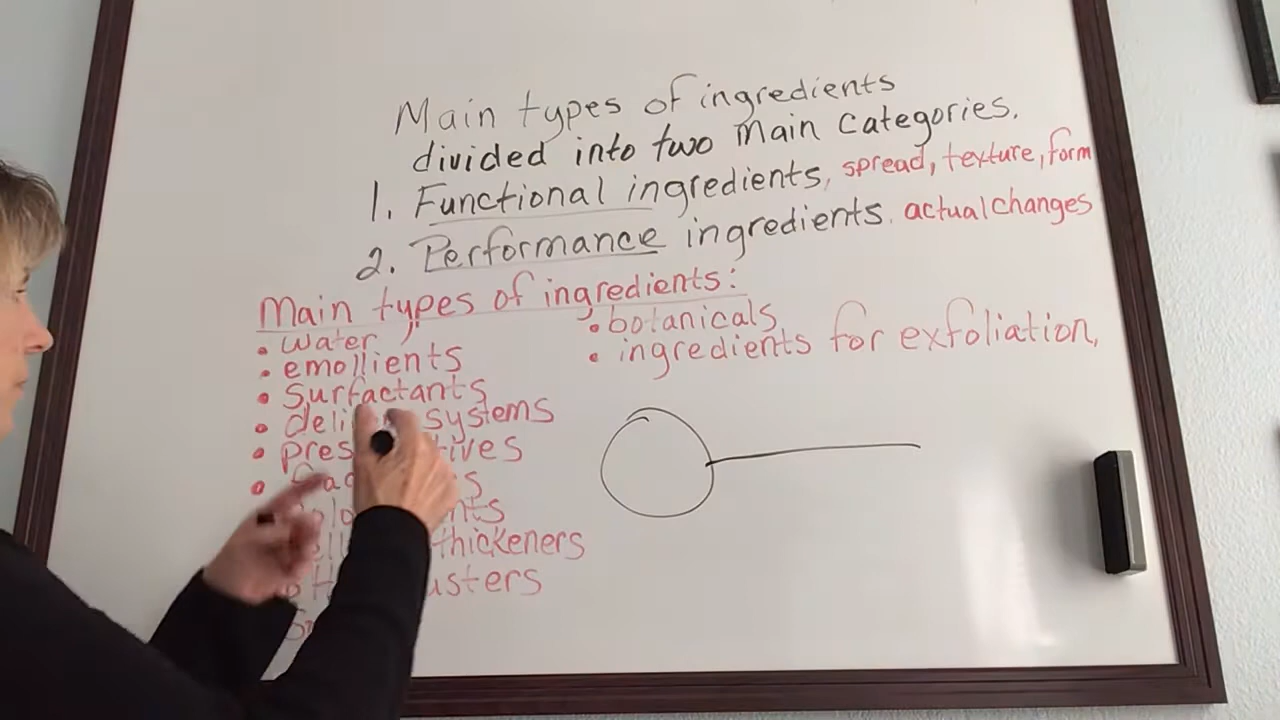 Main types of ingredients
divided into two main categories.
1. Functional ingredients, spread, texture, form
2. Performance ingredients. actual changes
Main types of ingredients:
• water
• emollients
• surfactants
systems
thickeners
• botanicals
• ingredients for exfoliation,